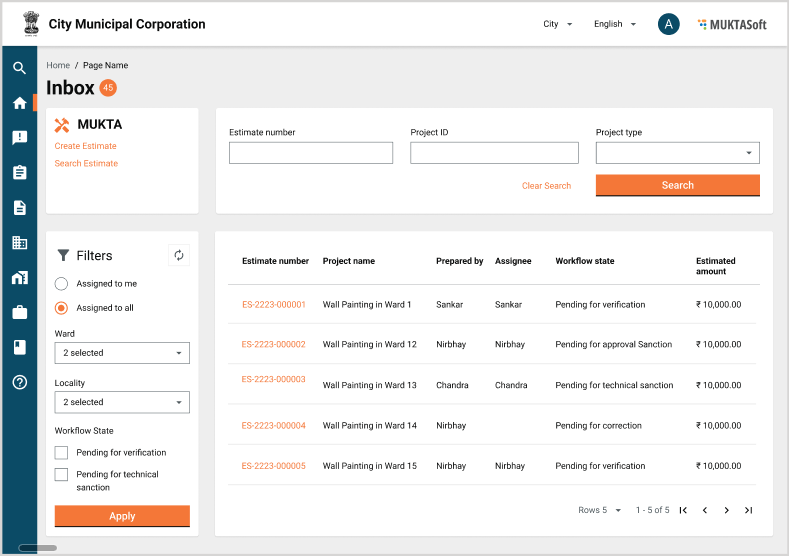 City Municipal Corporation
City
English
A
MUKTASoft
Home / Page Name
Inbox 45
MUKTA
Create Estimate
Search Estimate
Estimate number
Project ID
Project type
Clear Search
Search
Filters
Assigned to me
Assigned to all
Ward
2 selected
Locality
2 selected
Workflow State
Pending for verification
Pending for technical
sanction
Apply
Estimate number Project name Prepared by Assignee Workflow state Estimated
amount
ES-2223-000001 Wall Painting in Ward 1 Sankar Sankar Pending for verification ₹ 10,000.00
ES-2223-000002 Wall Painting in Ward 12 Nirbhay Nirbhay Pending for approval Sanction ₹ 10,000.00
ES-2223-000003 Wall Painting in Ward 13 Chandra Chandra Pending for technical sanction ₹ 10,000.00
ES-2223-000004 Wall Painting in Ward 14 Nirbhay Pending for correction ₹ 10,000.00
ES-2223-000005 Wall Painting in Ward 15 Nirbhay Nirbhay Pending for verification ₹ 10,000.00
Rows 5 1 - 5 of 5